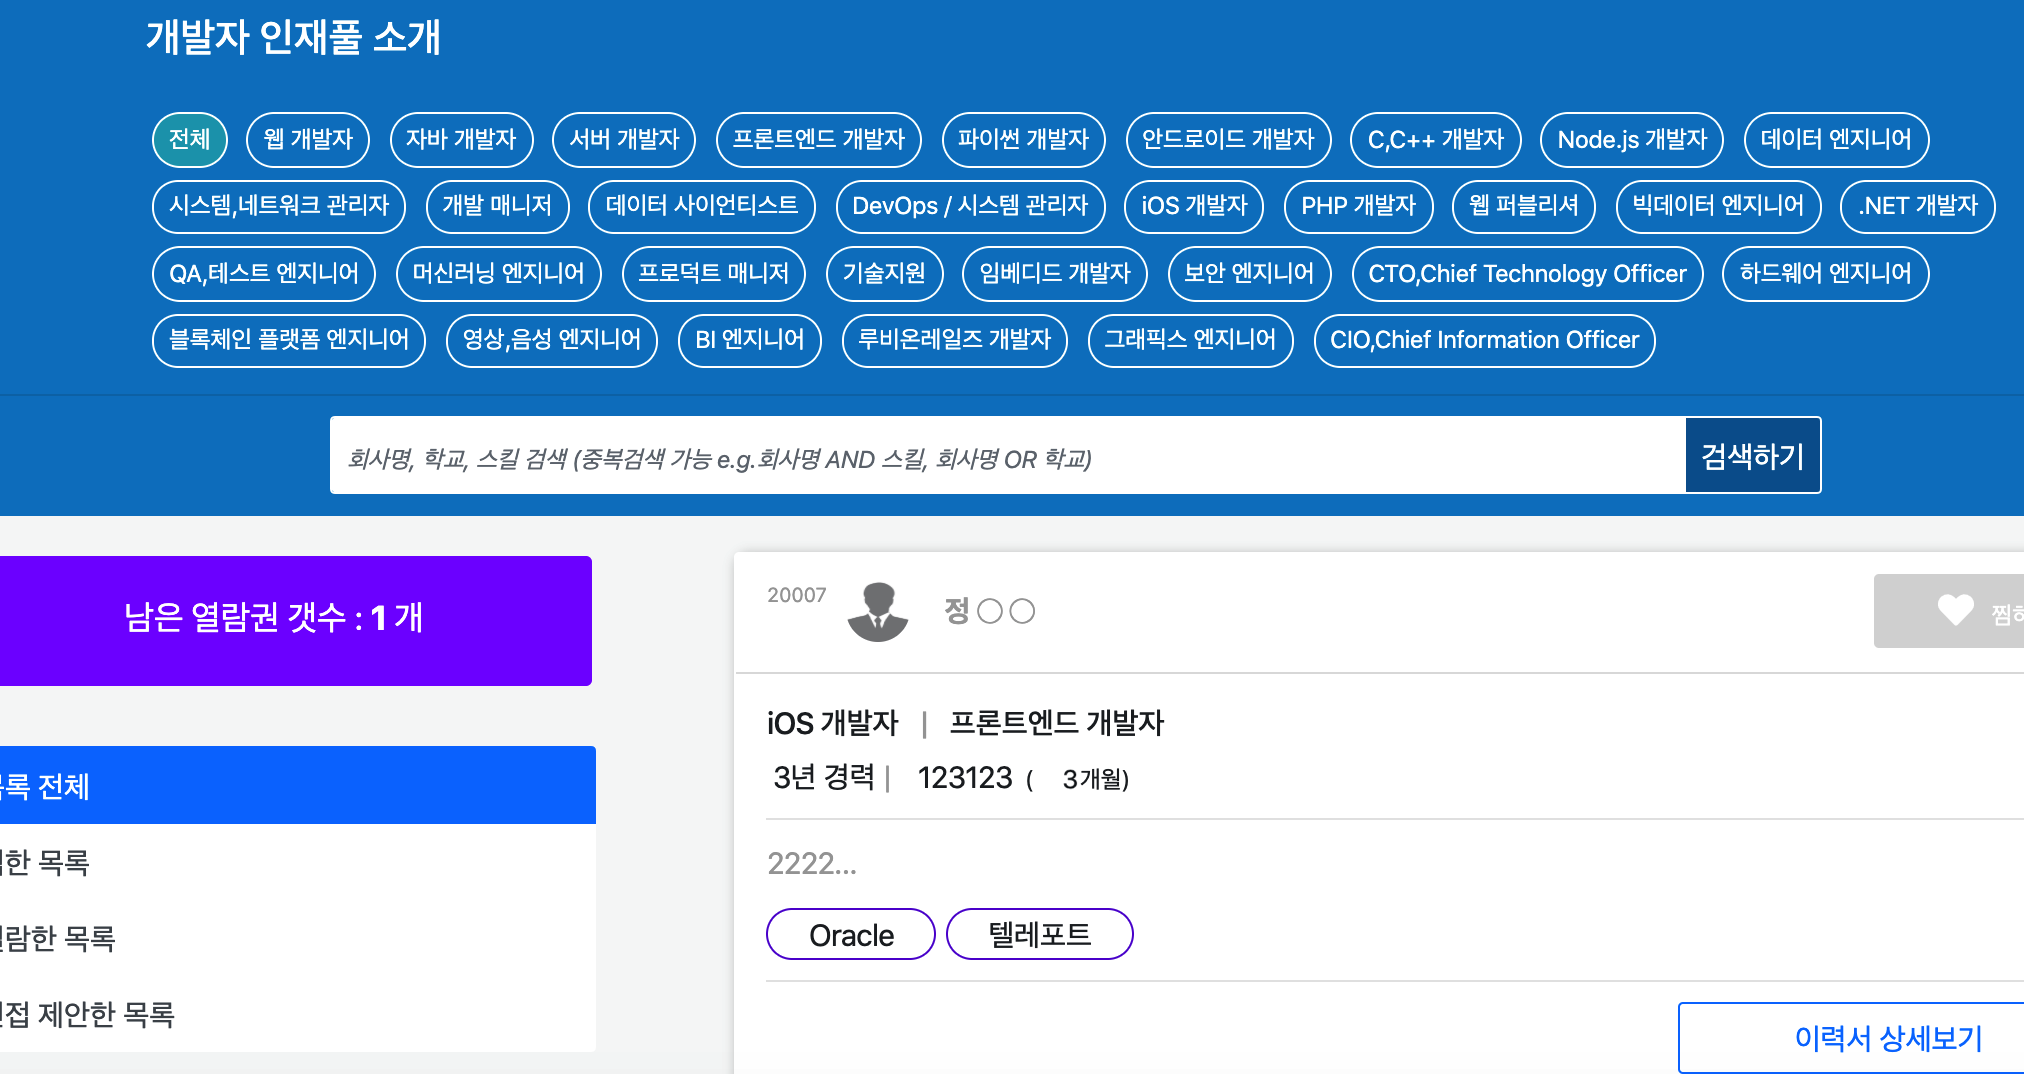 개발자 인재풀 소개
전체 웹 개발자 자바 개발자 서버 개발자 프론트엔드 개발자 파이썬 개발자 안드로이드 개발자 C,C++ 개발자 Node.js 개발자 데이터 엔지니어
시스템,네트워크 관리자 개발 매니저 데이터 사이언티스트 DevOps / 시스템 관리자 iOS 개발자 PHP 개발자 웹 퍼블리셔 빅데이터 엔지니어 .NET 개발자
QA,테스트 엔지니어 머신러닝 엔지니어 프로덕트 매니저 기술지원 임베디드 개발자 보안 엔지니어 CTO,Chief Technology Officer 하드웨어 엔지니어
블록체인 플랫폼 엔지니어 영상,음성 엔지니어 BI 엔지니어 루비온레일즈 개발자 그래픽스 엔지니어 CIO,Chief Information Officer
회사명, 학교, 스킬 검색 (중복검색 가능 e.g.회사명 AND 스킬, 회사명 OR 학교)
검색하기
남은 열람권 갯수 : 1 개
전체
목록
목록
제안한 목록
20007
정○○
iOS 개발자 | 프론트엔드 개발자
3년 경력 | 123123 ( 3개월)
2222...
Oracle 텔레포트
이력서 상세보기